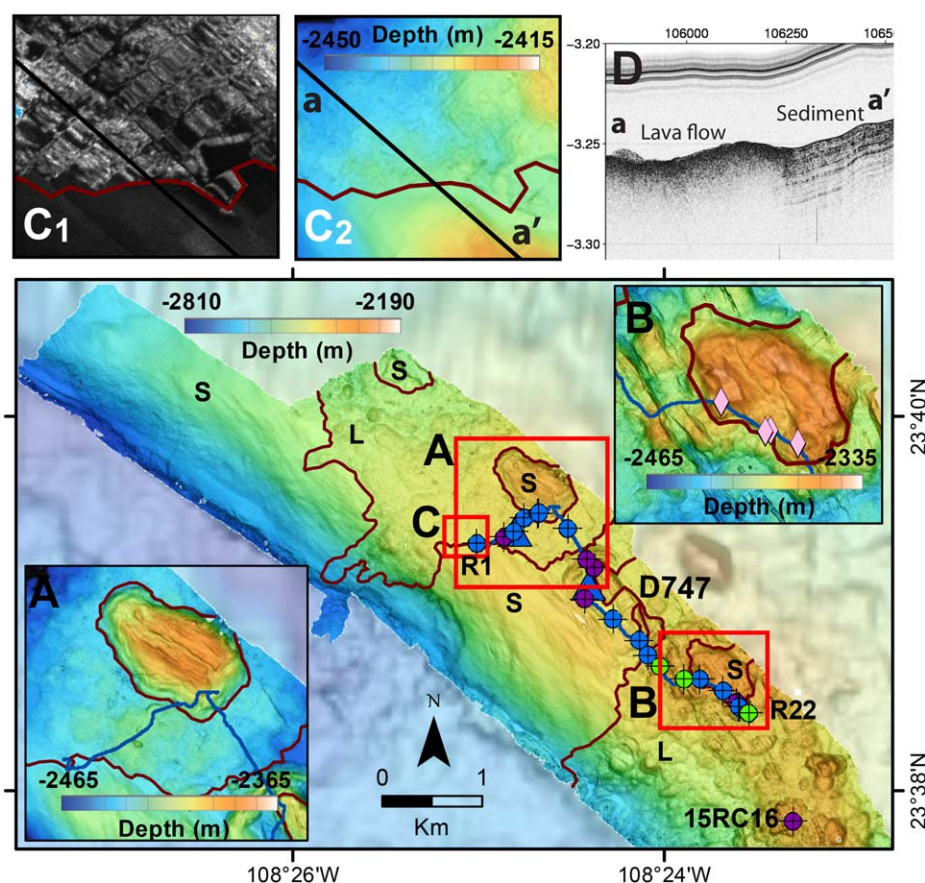 C1
-2450 Depth (m) -2415
a
C2
a'
106000 106250 1065
-3.20
D
a'
Sediment
a
Lava flow
-3.25
-3.30
-2810 -2190
Depth (m)
S
S
L
A
S
C
R1
S
D747
B
S
R22
L
15RC16
B
-2465 -2335
Depth (m)
A
-2465 -2365
Depth (m)
N
0 1
Km
23°40'N
23°38'N
108°26'W 108°24'W